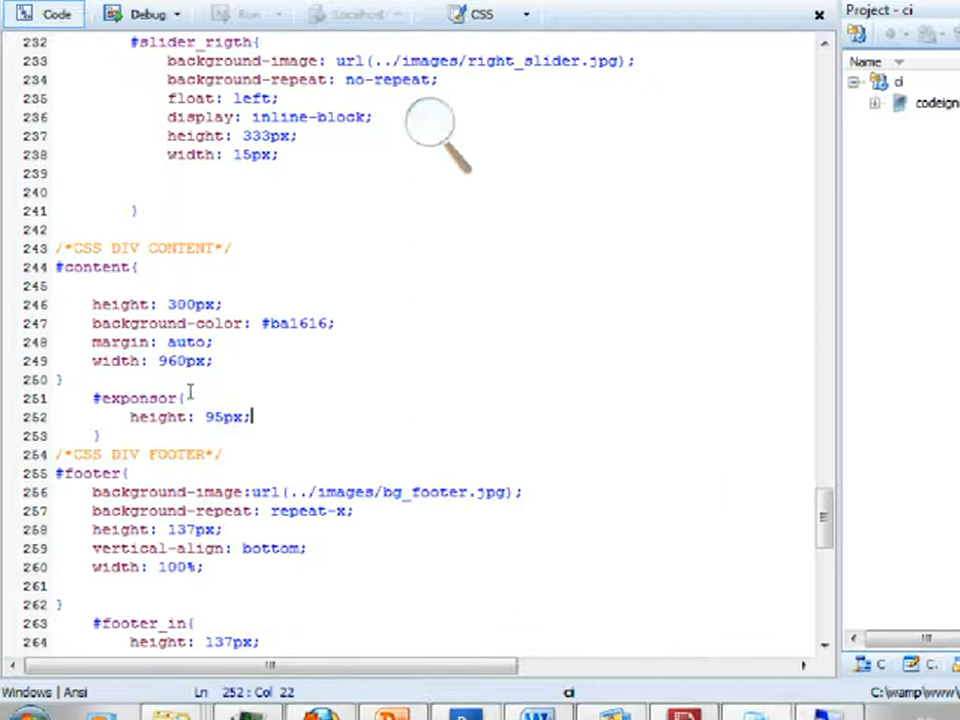 Code Debug Run Localhost CSS
Project - ci
Name
ci
codeign
232 #slider_rigth{
233 background-image: url(../images/right_slider.jpg);
234 background-repeat: no-repeat;
235 float: left;
236 display: inline-block;
237 height: 333px;
238 width: 15px;
239
240
241 }
242
243 /*CSS DIV CONTENT*/
244 #content{
245
246 height: 300px;
247 background-color: #ba1616;
248 margin: auto;
249 width: 960px;
250 }
251 #exponsor{
252 height: 95px;
253 }
254 /*CSS DIV FOOTER*/
255 #footer{
256 background-image:url(../images/bg_footer.jpg);
257 background-repeat: repeat-x;
258 height: 137px;
259 vertical-align: bottom;
260 width: 100%;
261
262 }
263 #footer_in{
264 height: 137px;
C C.
Windows | Ansi Ln 252 : Col 22 ci C:\wamp\www\